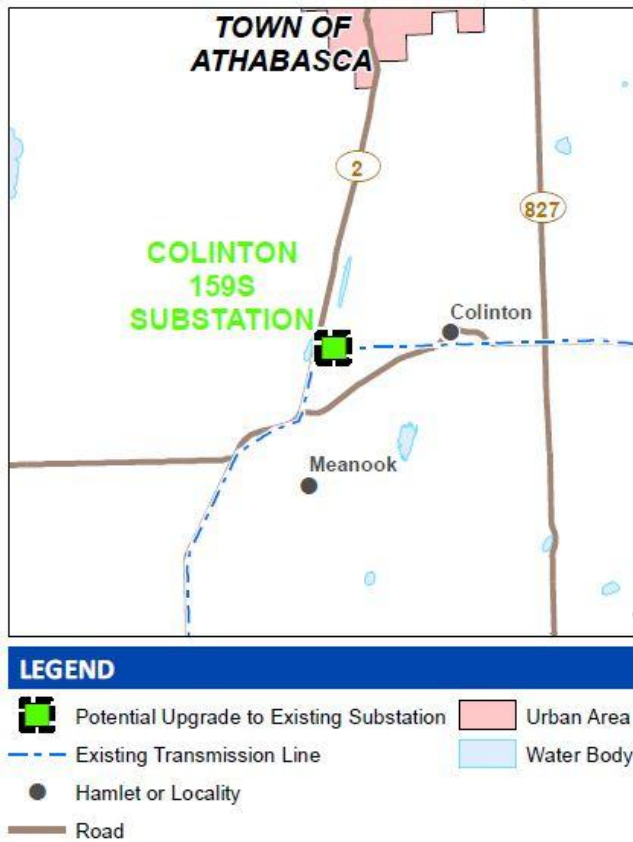 TOWN OF
ATHABASCA
2
827
COLINTON
159S
SUBSTATION
Colinton
Meanook
LEGEND
Potential Upgrade to Existing Substation
Urban Area
Existing Transmission Line
Water Body
Hamlet or Locality
Road